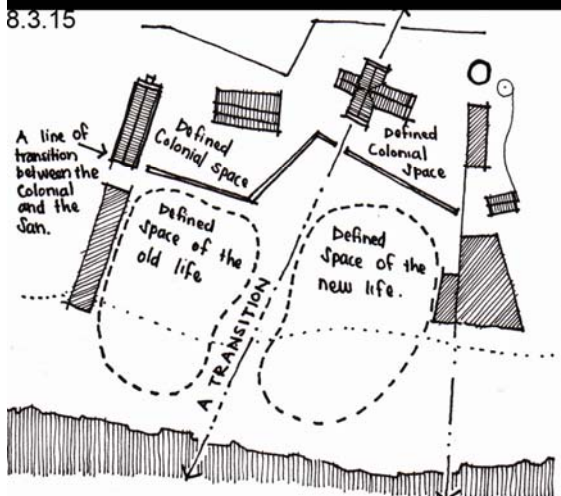 8.3.15
A line of
transition
between the
Colonial
and the
San.
Defined
Colonial space
Defined
Colonial
Space
Defined
space of the
old life
Defined
Space of the
new life.
A TRANSITION